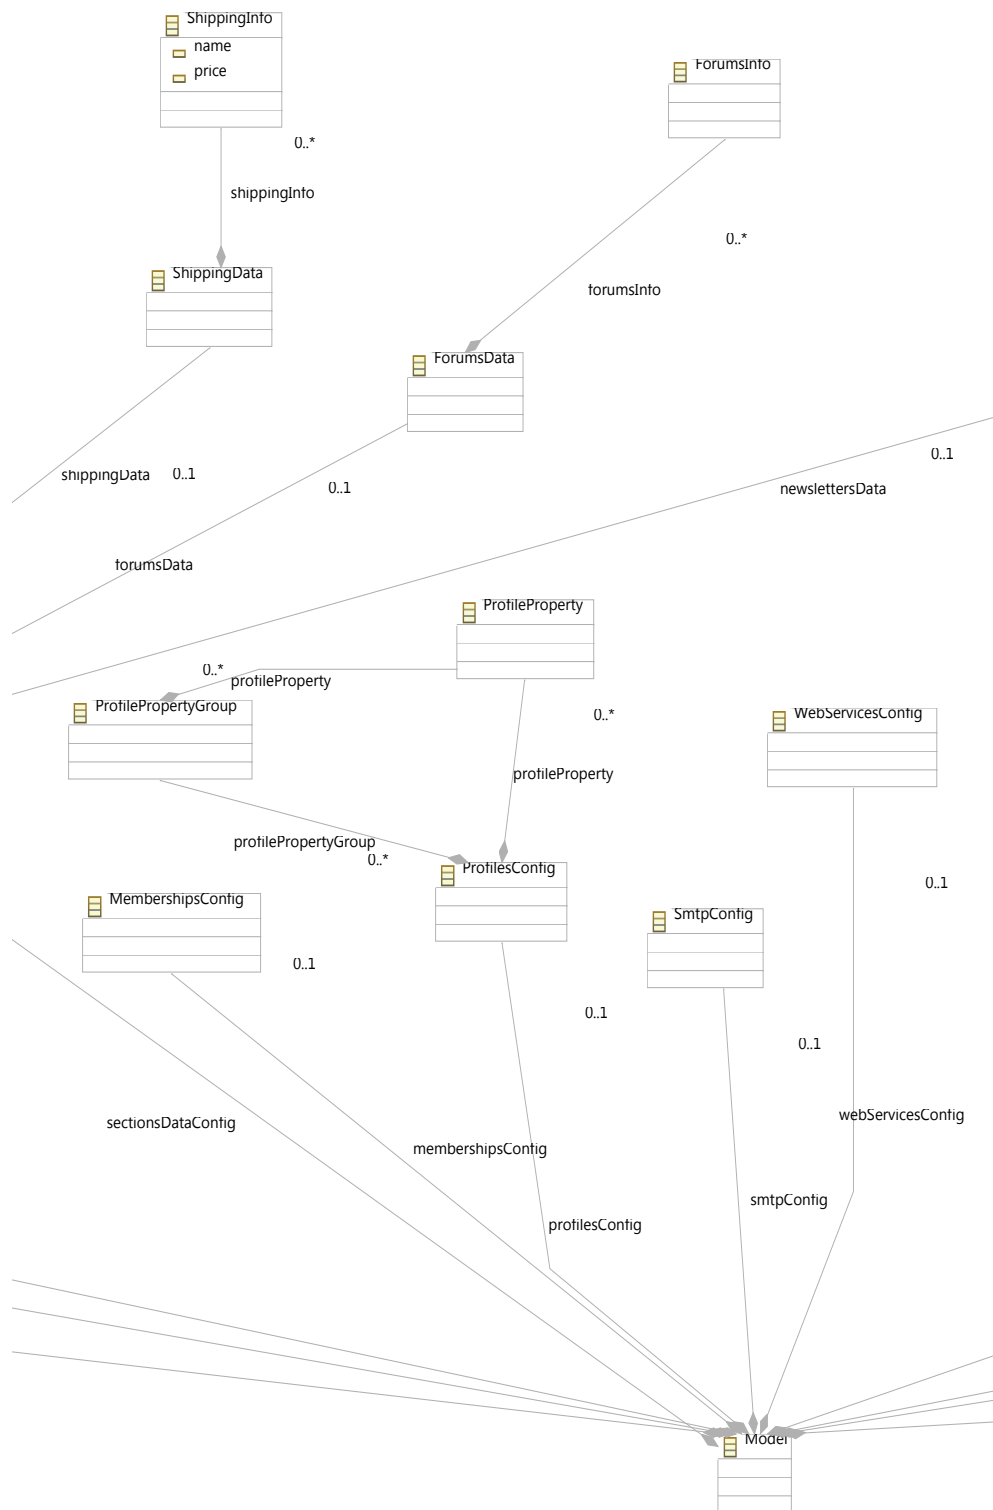 ShippingInfo
name
price
ForumsInfo
0..*
shippingInfo
0..*
ShippingData
forumsInfo
ForumsData
0..1
shippingData
0..1
0..1
newslettersData
forumsData
ProfileProperty
0..*
profileProperty
ProfilePropertyGroup
0..*
WebServicesConfig
profileProperty
profilePropertyGroup
0..*
ProfilesConfig
0..1
MembershipsConfig
SmtpConfig
0..1
0..1
0..1
webServicesConfig
sectionsDataConfig
membershipsConfig
smtpConfig
profilesConfig
Model